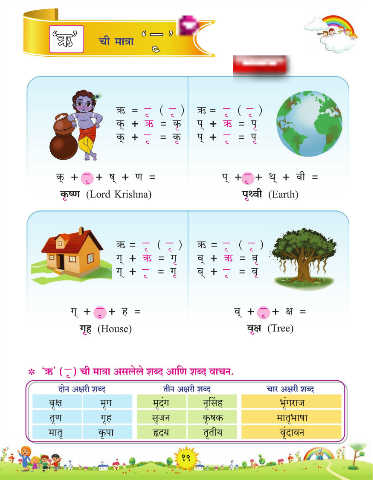 'ऋ' ची मात्रा ' ृ '
ऋ = ृ ( ृ )
क् + ऋ = कृ
क् + ृ = कृ
क् + ृ + ष् + ण =
कृष्ण (Lord Krishna)
ऋ = ृ ( ृ )
प् + ऋ = पृ
प् + ृ = पृ
प् + ृ + थ् + वी =
पृथ्वी (Earth)
ऋ = ृ ( ृ )
ग् + ऋ = गृ
ग् + ृ = गृ
ग् + ृ + ह =
गृह (House)
ऋ = ृ ( ृ )
व् + ऋ = वृ
व् + ृ = वृ
व् + ृ + क्ष =
वृक्ष (Tree)
* 'ऋ' ( ृ ) ची मात्रा असलेले शब्द आणि शब्द वाचन.
दोन अक्षरी शब्द तीन अक्षरी शब्द चार अक्षरी शब्द
वृक्ष मृग मृदंग नृसिंह भृंगराज
तृण गृह सृजन कृषक मातृभाषा
मातृ कृपा हृदय तृतीय वृंदावन